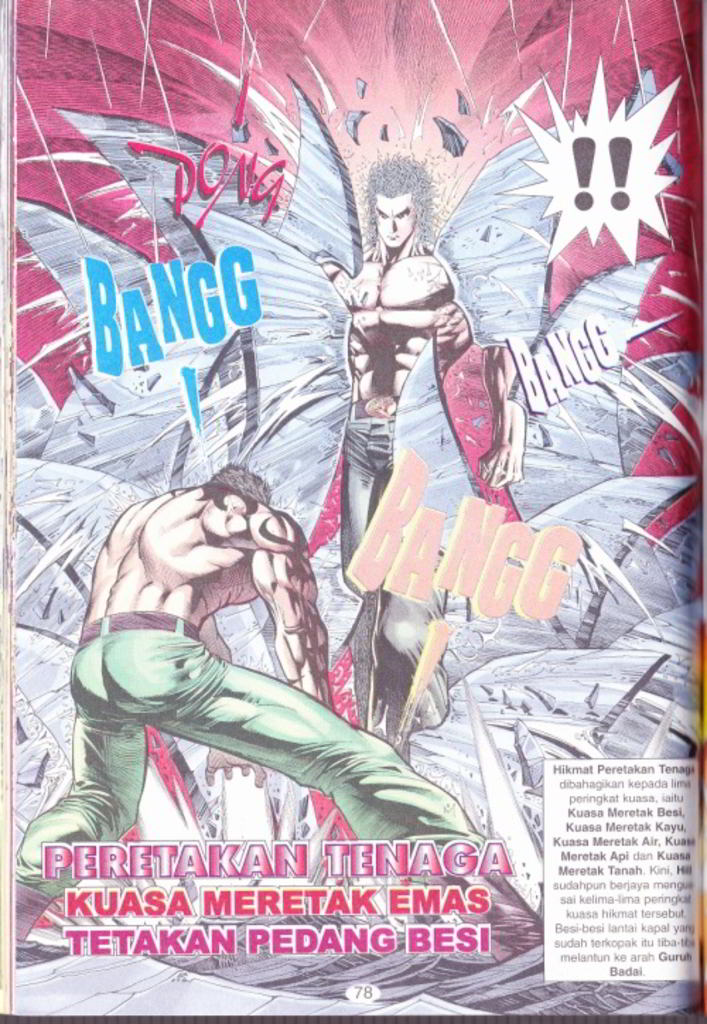 PONG
!!
BANGG
BANGG
BANGG
!
PERETAKAN TENAGA
KUASA MERETAK EMAS
TETAKAN PEDANG BESI
Hikmat Peretakan Tenaga
dibahagikan kepada lima
peringkat kuasa, iaitu
Kuasa Meretak Besi,
Kuasa Meretak Kayu,
Kuasa Meretak Air, Kuasa
Meretak Api dan Kuasa
Meretak Tanah. Kini,
sudahpun berjaya
sai kelima-lima peringkat
kuasa hikmat tersebut.
Besi-besi lantai kapal yang
sudah terkopak itu tiba-tiba
melantun ke arah Guruh
Badai.
78